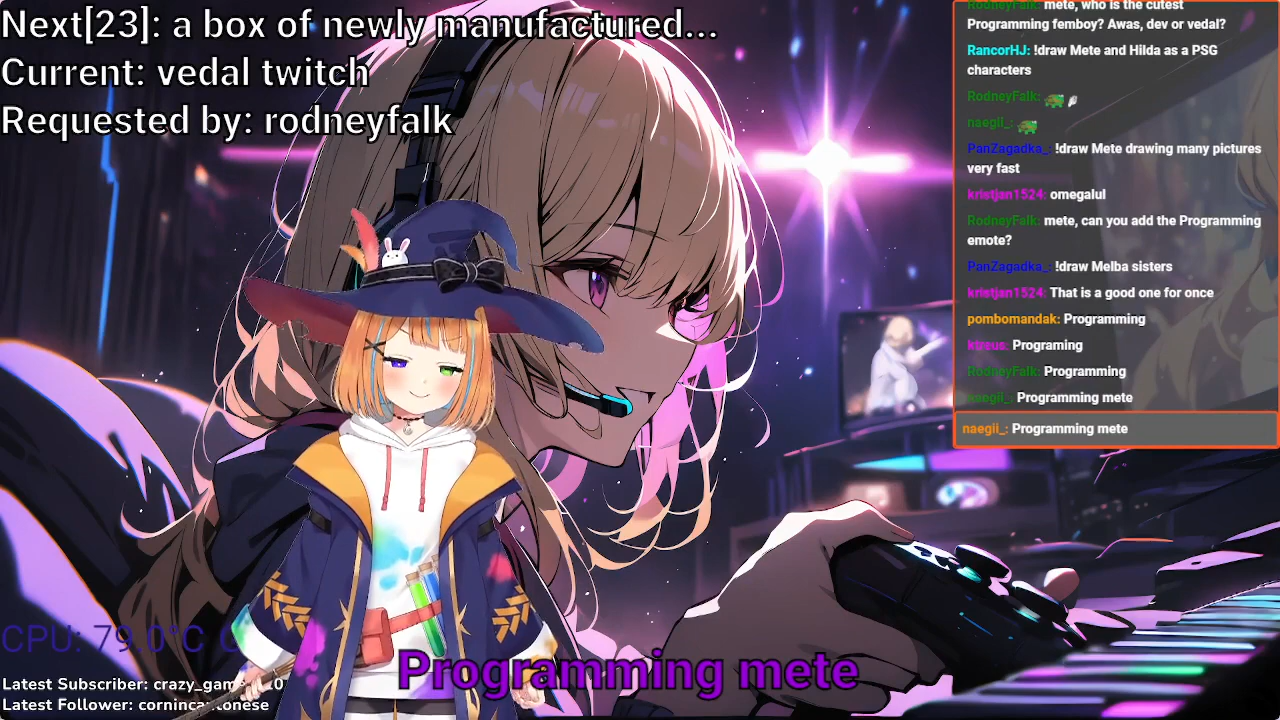 Next[23]: a box of newly manufactured...
Current: vedal twitch
Requested by: rodneyfalk
RodneyFalk: mete, who is the cutest
Programming femboy? Awas, dev or vedal?
RancorHJ: !draw Mete and Hilda as a PSG
characters
RodneyFalk:
naegii_:
PanZagadka_: !draw Mete drawing many pictures
very fast
kristjan1524: omegalul
RodneyFalk: mete, can you add the Programming
emote?
PanZagadka_: !draw Melba sisters
kristjan1524: That is a good one for once
pombomandak: Programming
ktreus: Programing
RodneyFalk: Programming
naegii_: Programming mete
naegii_: Programming mete
CPU: 79.0°C
Programming mete
Latest Subscriber:
Latest Follower: